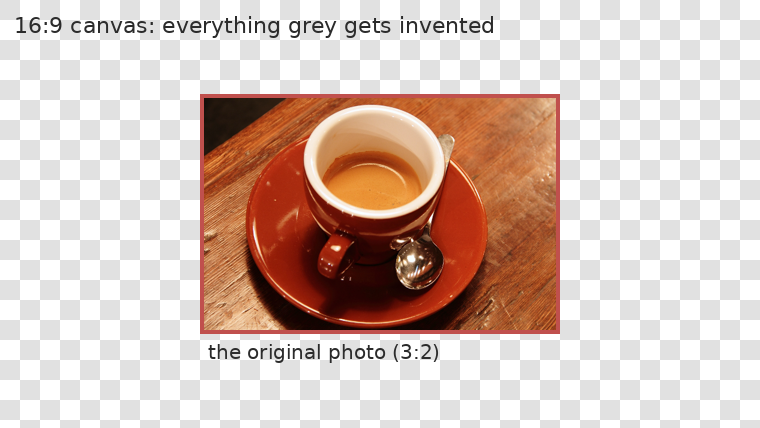 16:9 canvas: everything grey gets invented
the original photo (3:2)